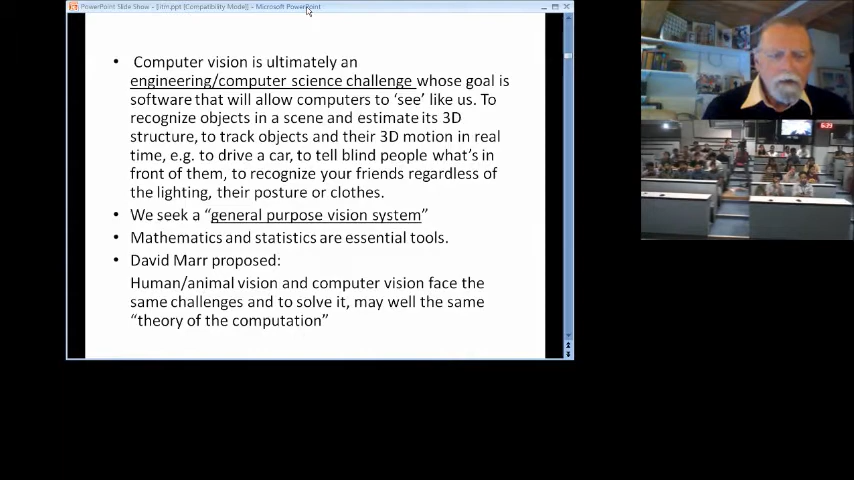 PowerPoint Slide Show - [itm.ppt [Compatibility Mode]] - Microsoft PowerPoint
• Computer vision is ultimately an
engineering/computer science challenge whose goal is
software that will allow computers to ‘see’ like us. To
recognize objects in a scene and estimate its 3D
structure, to track objects and their 3D motion in real
time, e.g. to drive a car, to tell blind people what’s in
front of them, to recognize your friends regardless of
the lighting, their posture or clothes.
• We seek a “general purpose vision system”
• Mathematics and statistics are essential tools.
• David Marr proposed:
Human/animal vision and computer vision face the
same challenges and to solve it, may well the same
“theory of the computation”